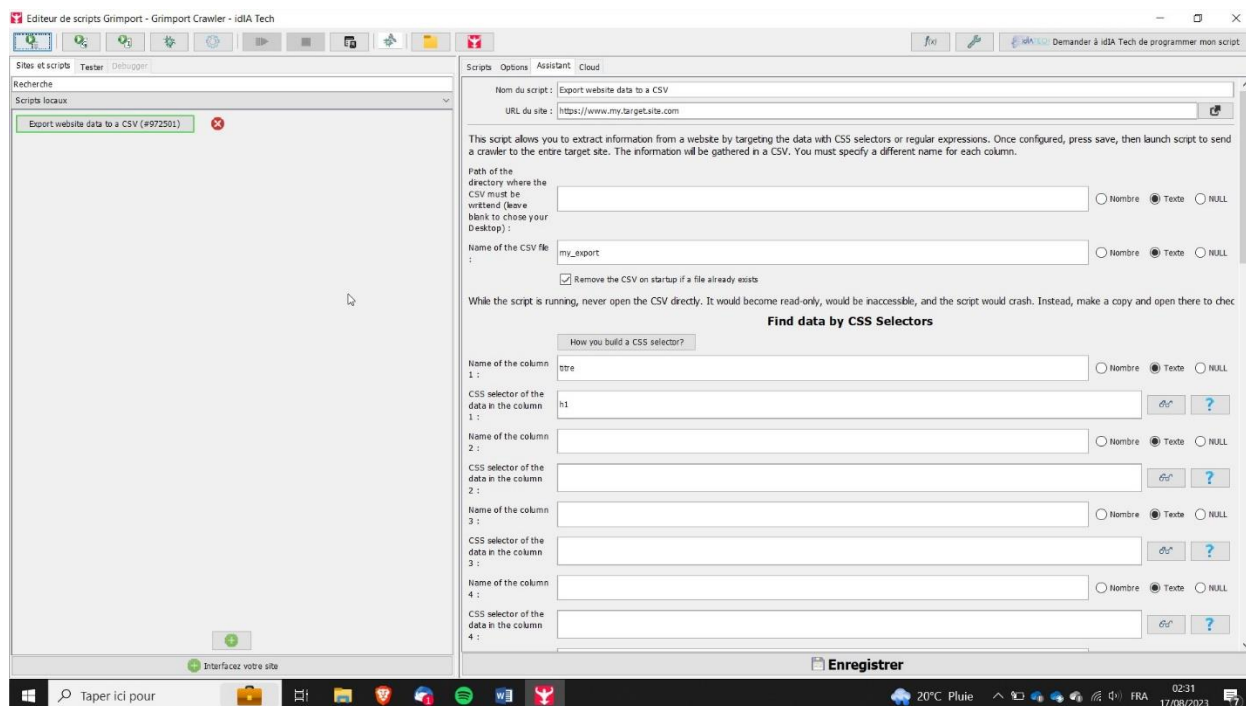 Editeur de scripts Grimport - Grimport Crawler - idIA Tech
f(x)
Demander à idIA Tech de programmer mon script
Sites et scripts Tester Debugger
Recherche
Scripts locaux
Export website data to a CSV (#972501)
Interfacez votre site
Scripts Options Assistant Cloud
Nom du script : Export website data to a CSV
URL du site : https://www.my.target.site.com
This script allows you to extract information from a website by targeting the data with CSS selectors or regular expressions. Once configured, press save, then launch script to send
a crawler to the entire target site. The information will be gathered in a CSV. You must specify a different name for each column.
Path of the
directory where the
CSV must be
writtend (leave
blank to chose your
Desktop) :
Nombre Texte NULL
Name of the CSV file
:
my_export
Nombre Texte NULL
Remove the CSV on startup if a file already exists
While the script is running, never open the CSV directly. It would become read-only, would be inaccessible, and the script would crash. Instead, make a copy and open there to chec
Find data by CSS Selectors
How you build a CSS selector?
Name of the column
1 :
titre
Nombre Texte NULL
CSS selector of the
data in the column
1 :
h1
?
Name of the column
2 :
Nombre Texte NULL
CSS selector of the
data in the column
2 :
?
Name of the column
3 :
Nombre Texte NULL
CSS selector of the
data in the column
3 :
?
Name of the column
4 :
Nombre Texte NULL
CSS selector of the
data in the column
4 :
?
Enregistrer
Taper ici pour
20°C Pluie
FRA
02:31
17/08/2023